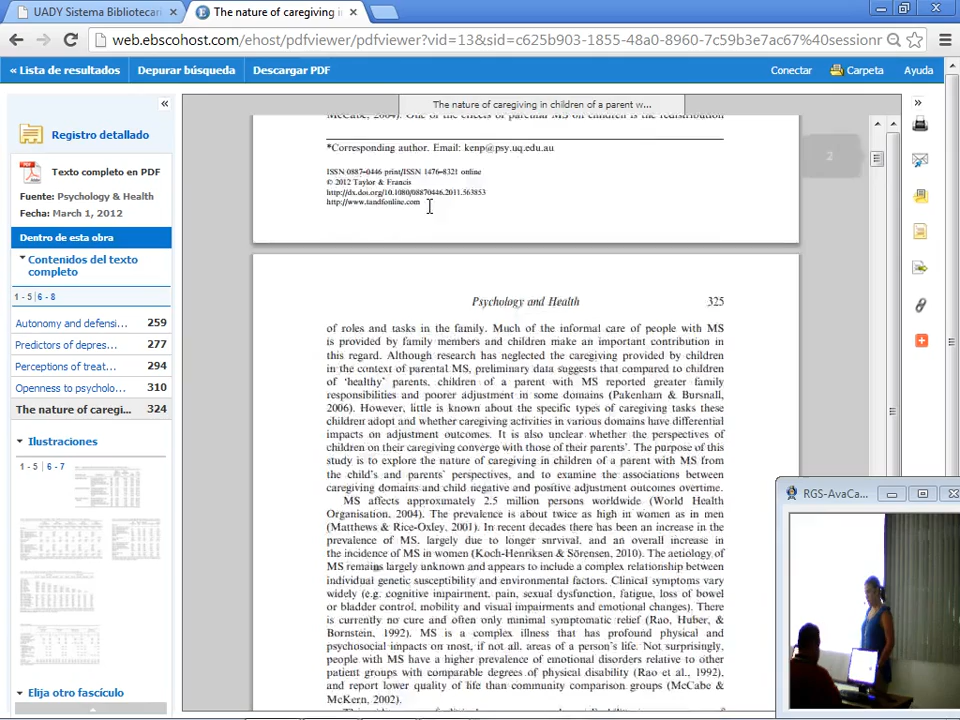 UADY Sistema Bibliotecari
The nature of caregiving in
web.ebscohost.com/ehost/pdfviewer/pdfviewer?vid=13&sid=c625b903-1855-48a0-8960-7c59b3e7ac67%40sessionr
« Lista de resultados
Depurar búsqueda
Descargar PDF
Conectar
Carpeta
Ayuda
Registro detallado
Texto completo en PDF
Fuente: Psychology & Health
Fecha: March 1, 2012
Dentro de esta obra
Contenidos del texto
completo
1 - 5 | 6 - 8
Autonomy and defensi... 259
Predictors of depres... 277
Perceptions of treat... 294
Openness to psycholo... 310
The nature of caregi... 324
Ilustraciones
1 - 5 | 6 - 7
Elija otro fascículo
The nature of caregiving in children of a parent w...
2
McCabe, 2004). One of the effects of parental MS on children is the redistribution
*Corresponding author. Email: kenp@psy.uq.edu.au
ISSN 0887–0446 print/ISSN 1476–8321 online
© 2012 Taylor & Francis
http://dx.doi.org/10.1080/08870446.2011.563853
http://www.tandfonline.com
Psychology and Health 325
of roles and tasks in the family. Much of the informal care of people with MS
is provided by family members and children make an important contribution in
this regard. Although research has neglected the caregiving provided by children
in the context of parental MS, preliminary data suggests that compared to children
of 'healthy' parents, children of a parent with MS reported greater family
responsibilities and poorer adjustment in some domains (Pakenham & Bursnall,
2006). However, little is known about the specific types of caregiving tasks these
children adopt and whether caregiving activities in various domains have differential
impacts on adjustment outcomes. It is also unclear whether the perspectives of
children on their caregiving converge with those of their parents'. The purpose of this
study is to explore the nature of caregiving in children of a parent with MS from
the child's and parents' perspectives, and to examine the associations between
caregiving domains and child negative and positive adjustment outcomes overtime.
MS affects approximately 2.5 million persons worldwide (World Health
Organisation, 2004). The prevalence is about twice as high in women as in men
(Matthews & Rice-Oxley, 2001). In recent decades there has been an increase in the
prevalence of MS, largely due to longer survival, and an overall increase in
the incidence of MS in women (Koch-Henriksen & Sörensen, 2010). The aetiology of
MS remains largely unknown and appears to include a complex relationship between
individual genetic susceptibility and environmental factors. Clinical symptoms vary
widely (e.g. cognitive impairment, pain, sexual dysfunction, fatigue, loss of bowel
or bladder control, mobility and visual impairments and emotional changes). There
is currently no cure and often only minimal symptomatic relief (Rao, Huber, &
Bornstein, 1992). MS is a complex illness that has profound physical and
psychosocial impacts on most, if not all, areas of a person's life. Not surprisingly,
people with MS have a higher prevalence of emotional disorders relative to other
patient groups with comparable degrees of physical disability (Rao et al., 1992),
and report lower quality of life than community comparison groups (McCabe &
McKern, 2002).
RGS-AvaCa...